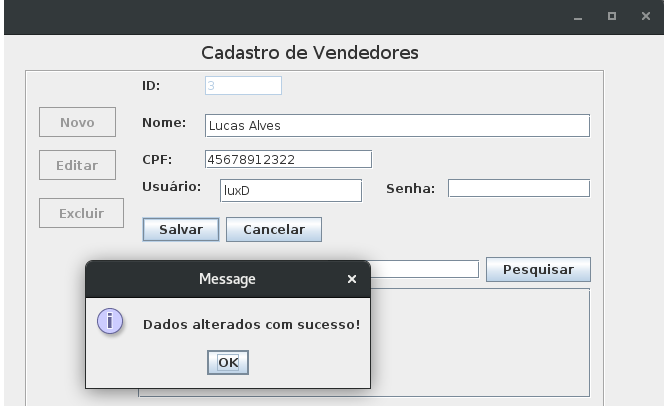 Cadastro de Vendedores
ID: 3
Novo
Nome: Lucas Alves
Editar
CPF: 45678912322
Usuário: luxD Senha:
Excluir
Salvar Cancelar
Pesquisar
Message
Dados alterados com sucesso!
OK